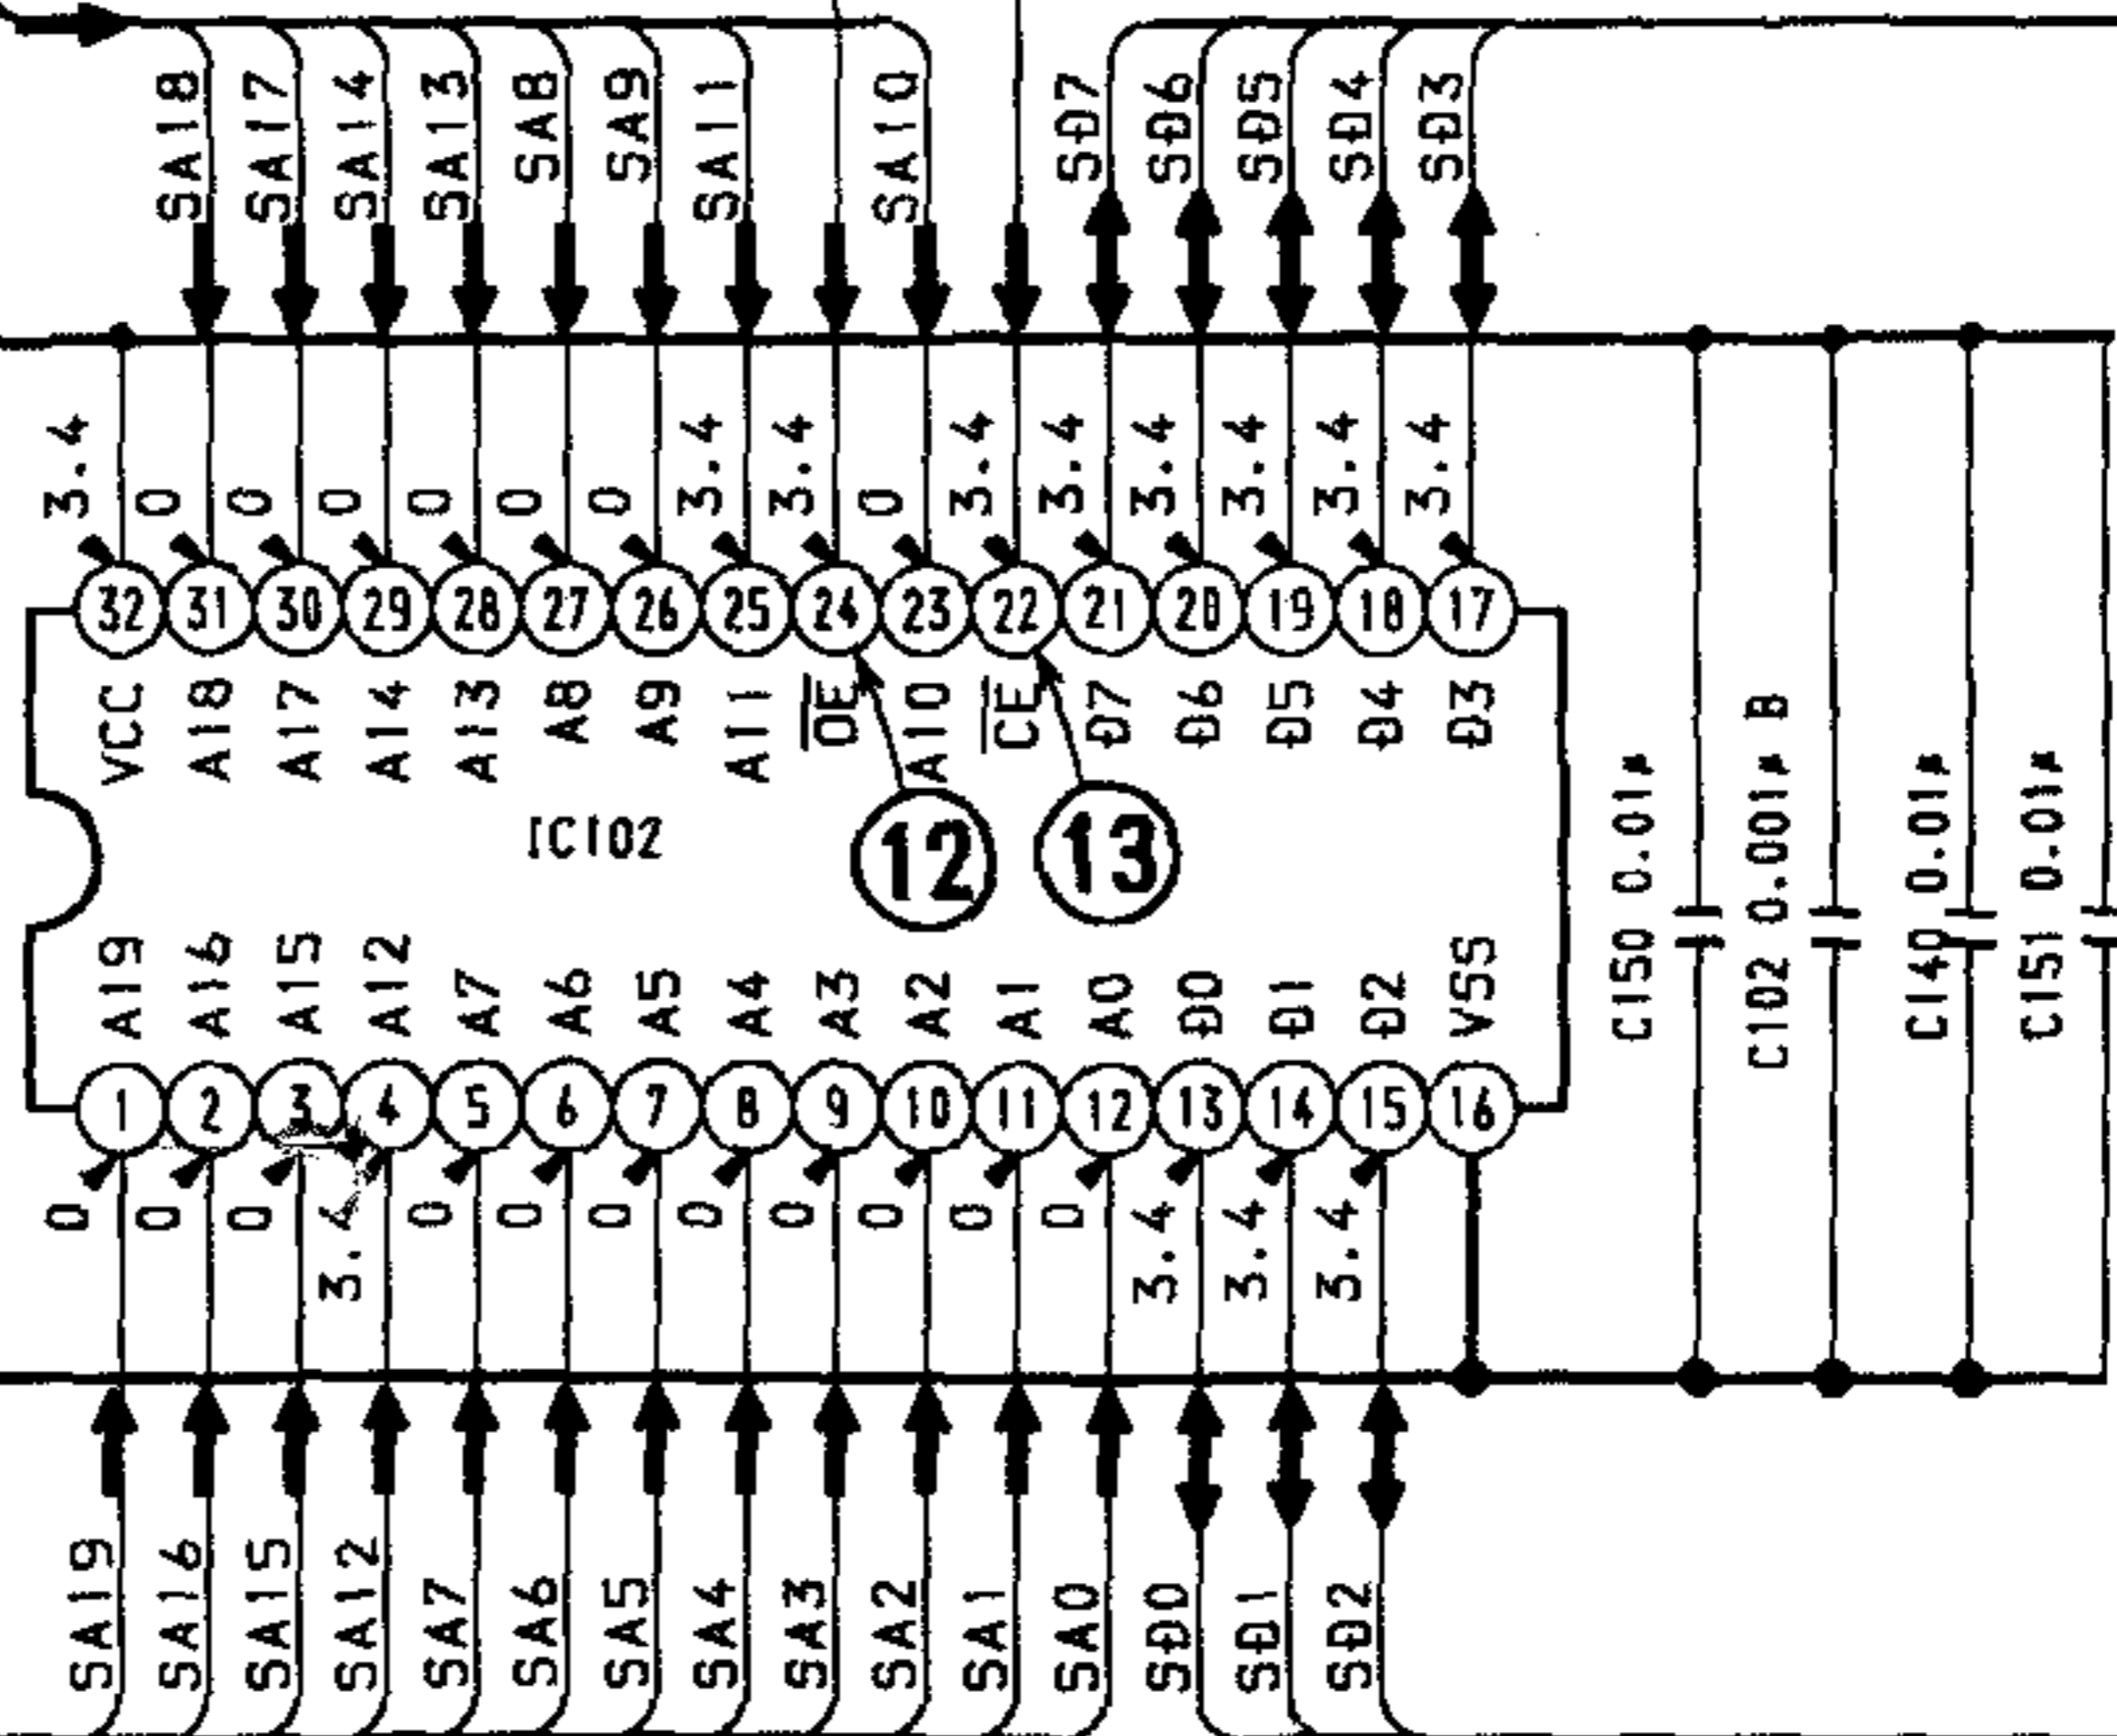 SA18 SA17 SA14 SA13 SA8 SA9 SA11 SA10 SD7 SD6 SD5 SD4 SD3
3.4 0 0 0 0 0 0 3.4 3.4 0 3.4 3.4 3.4 3.4 3.4 3.4
32 31 30 29 28 27 26 25 24 23 22 21 20 19 18 17
VCC A18 A17 A14 A13 A8 A9 A11 OE A10 CE D7 D6 D5 D4 D3
IC102
12 13
C150 0.01μ
C102 0.001μ B
C140 0.01μ
C151 0.01μ
A19 A16 A15 A12 A7 A6 A5 A4 A3 A2 A1 A0 D0 D1 D2 VSS
1 2 3 4 5 6 7 8 9 10 11 12 13 14 15 16
0 0 0 3.4 0 0 0 0 0 0 0 0 3.4 3.4 3.4
SA19 SA16 SA15 SA12 SA7 SA6 SA5 SA4 SA3 SA2 SA1 SA0 SD0 SD1 SD2